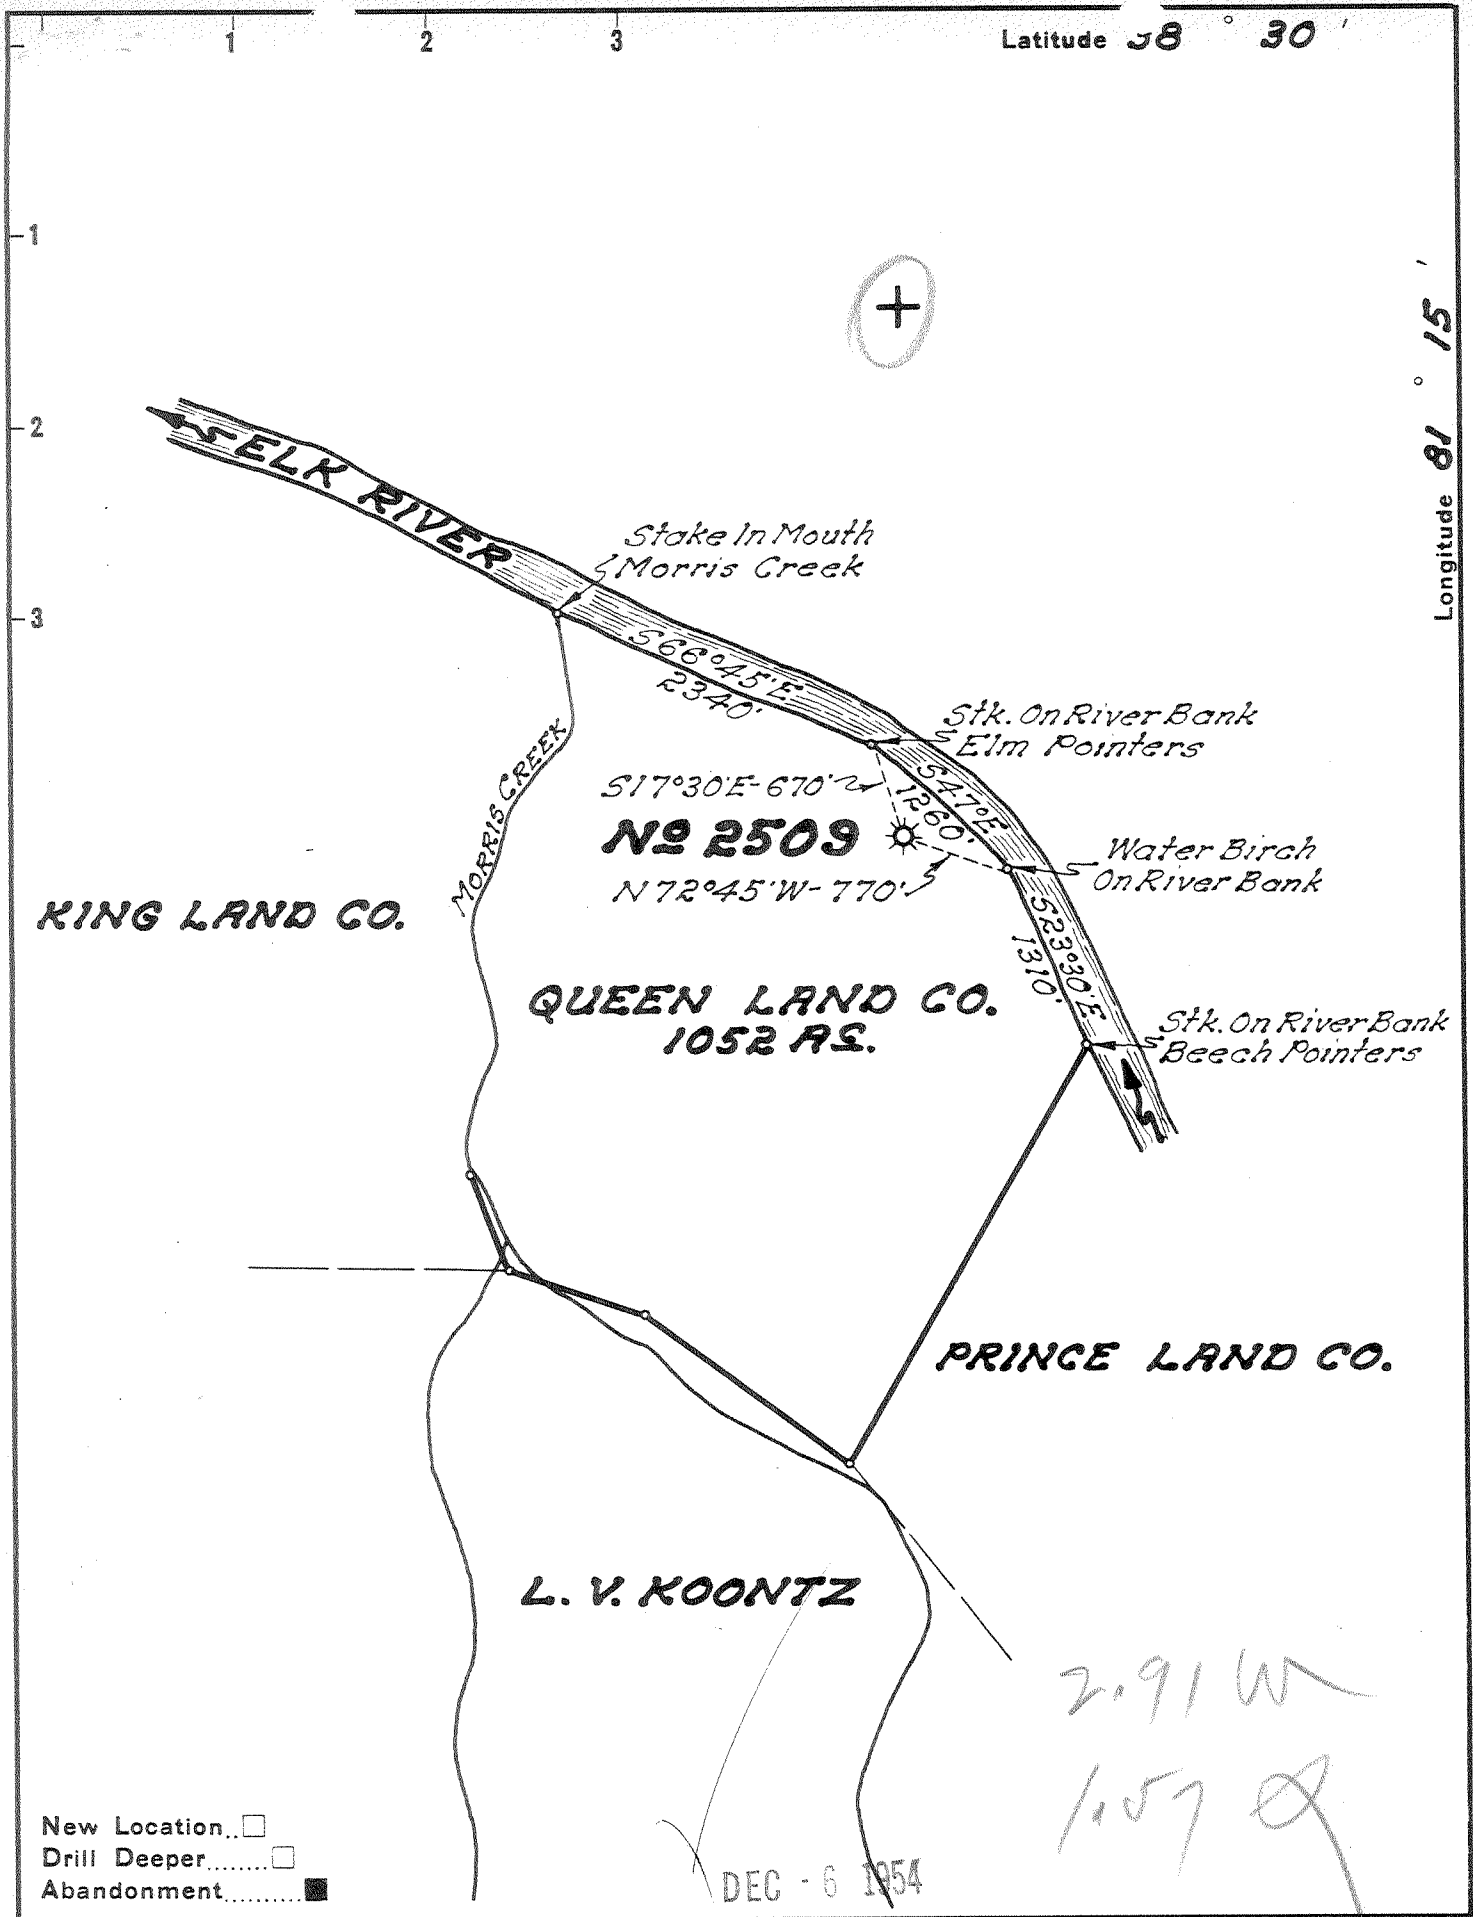 1 2 3
Latitude 38° 30'
1
2
3
Longitude 81° 15'
ELK RIVER
Stake In Mouth
Morris Creek
S66°45'E
2340'
Stk. On River Bank
Elm Pointers
S17°30'E-670'
S47°E
1260'
No 2509
N72°45'W-770'
Water Birch
On River Bank
MORRIS CREEK
KING LAND CO.
S23°30'E
1310'
QUEEN LAND CO.
1052 AS.
Stk. On River Bank
Beech Pointers
PRINCE LAND CO.
L. V. KOONTZ
2.91 W
1.57
New Location..
Drill Deeper........
Abandonment..........
DEC - 6 1954